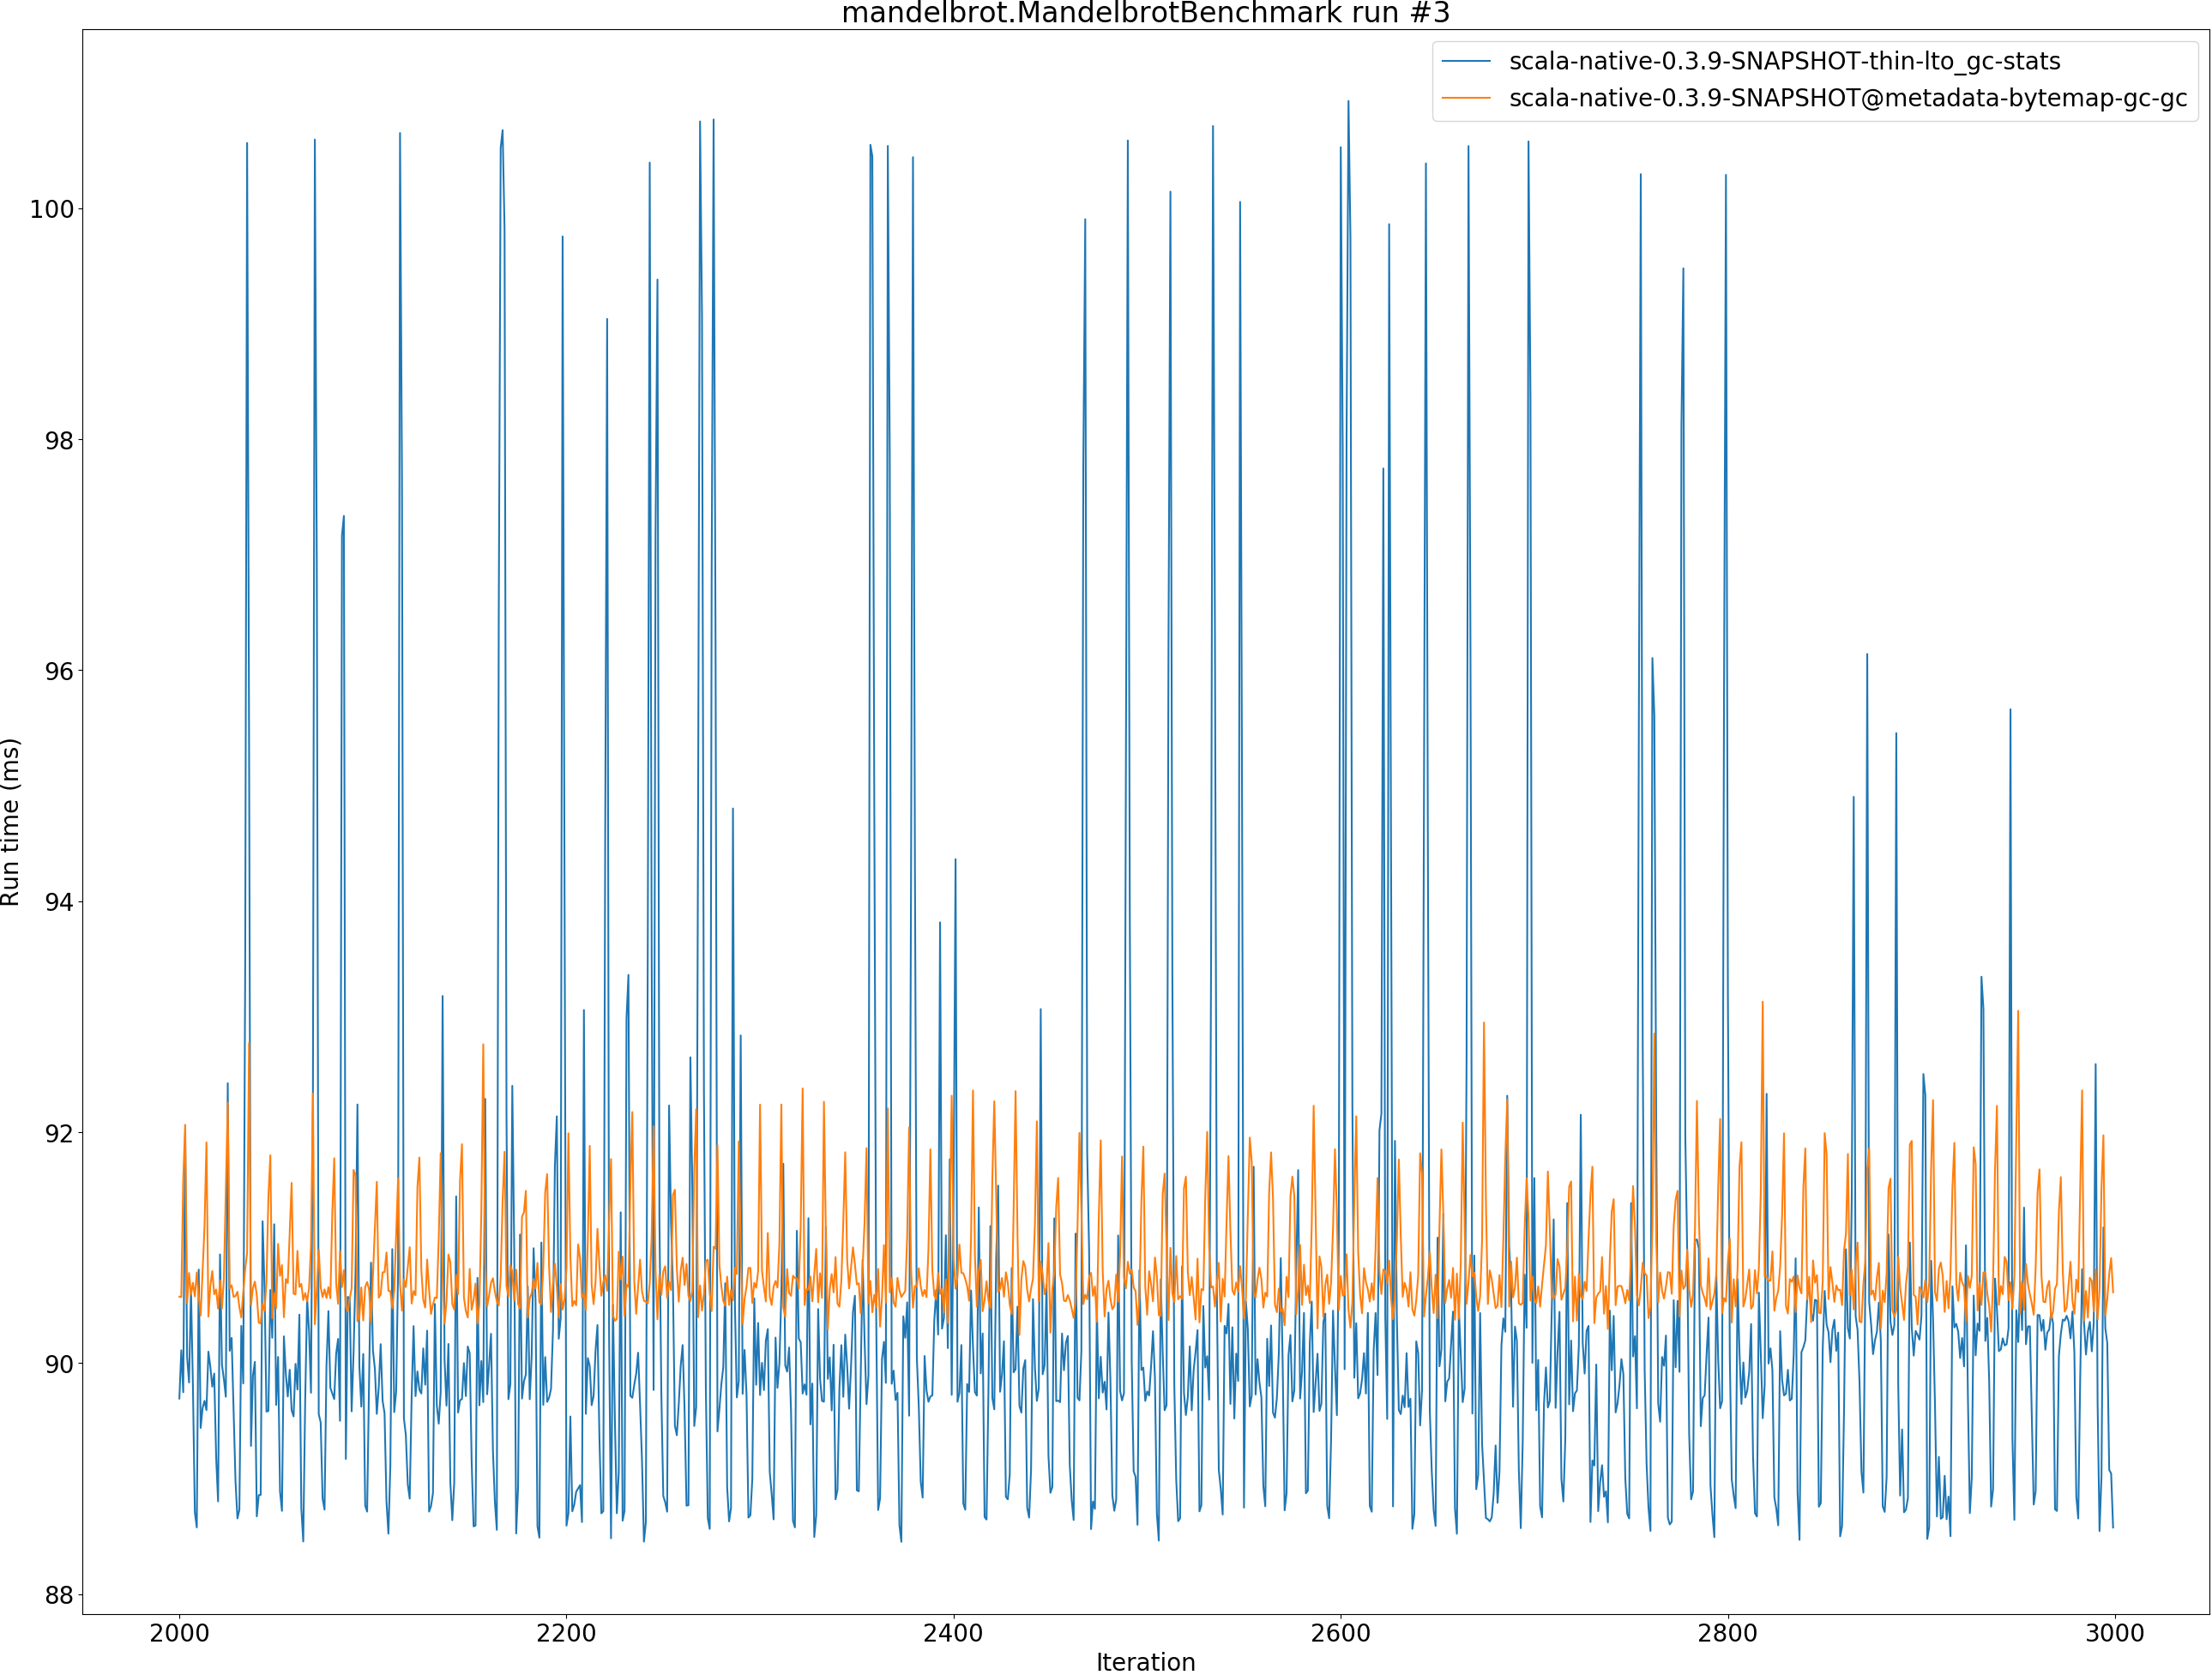 mandelbrot.MandelbrotBenchmark run #3
scala-native-0.3.9-SNAPSHOT-thin-lto_gc-stats
scala-native-0.3.9-SNAPSHOT@metadata-bytemap-gc-gc
100
98
96
94
92
90
88
Run time (ms)
2000 2200 2400 2600 2800 3000
Iteration